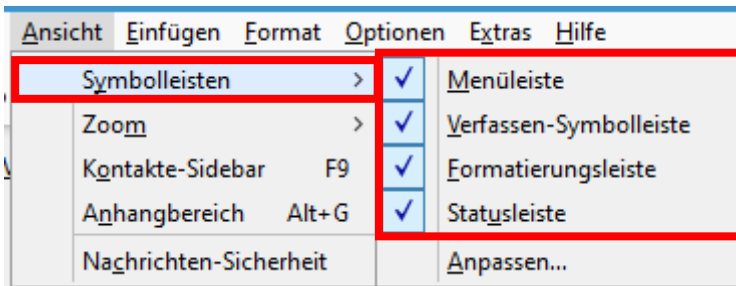 Ansicht Einfügen Format Optionen Extras Hilfe
Symbolleisten > ✓ Menüleiste
Zoom > ✓ Verfassen-Symbolleiste
Kontakte-Sidebar F9 ✓ Formatierungsleiste
Anhangbereich Alt+G ✓ Statusleiste
Nachrichten-Sicherheit Anpassen...